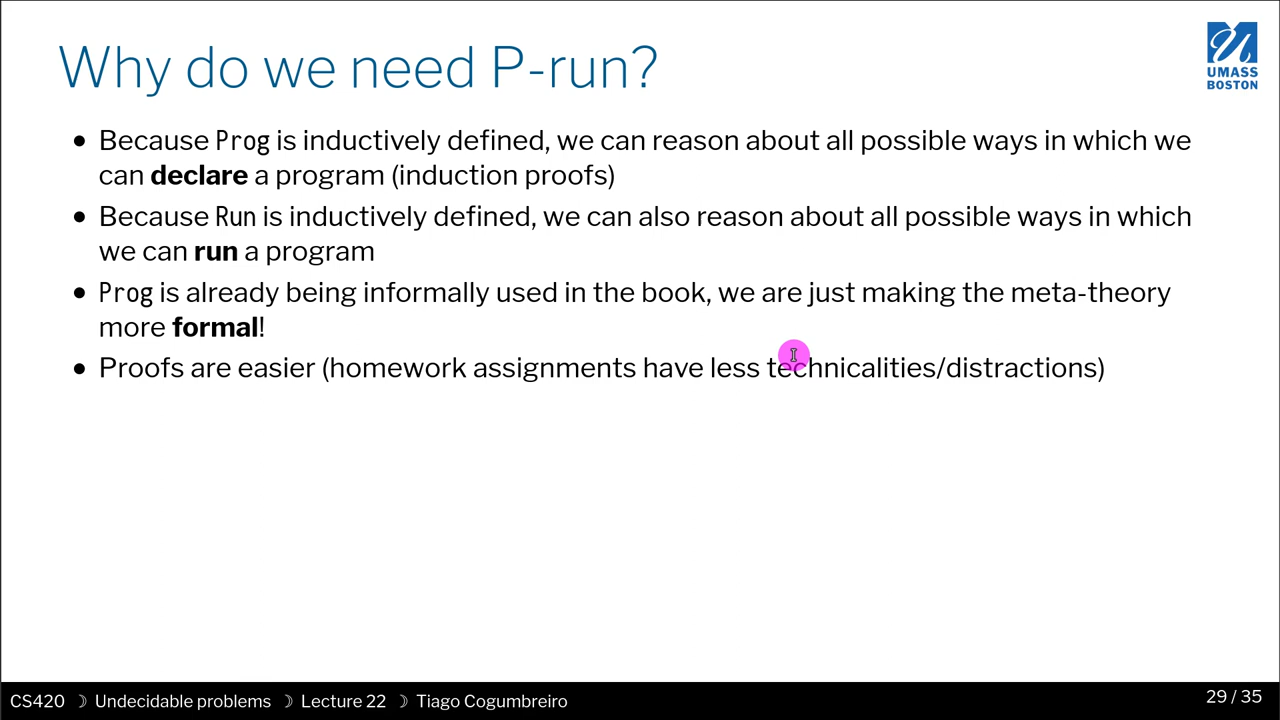 Why do we need P-run?
UMASS
BOSTON
• Because Prog is inductively defined, we can reason about all possible ways in which we
can declare a program (induction proofs)
• Because Run is inductively defined, we can also reason about all possible ways in which
we can run a program
• Prog is already being informally used in the book, we are just making the meta-theory
more formal!
• Proofs are easier (homework assignments have less technicalities/distractions)
CS420 ☽ Undecidable problems ☽ Lecture 22 ☽ Tiago Cogumbreiro
29 / 35